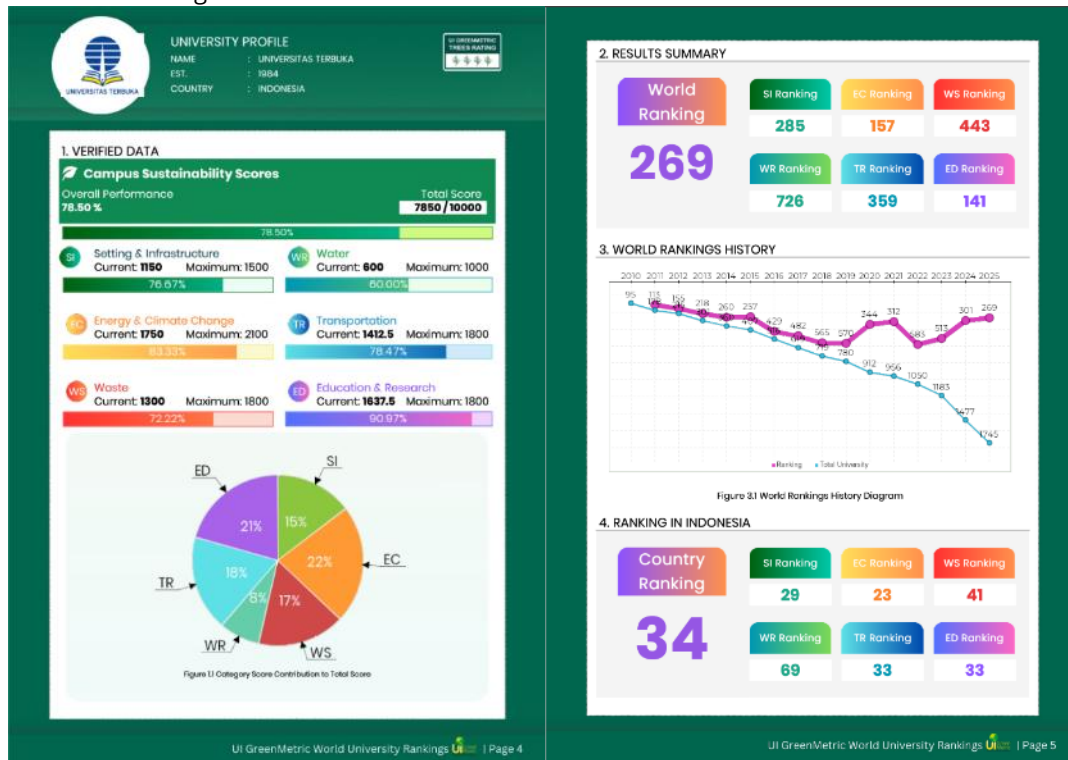 UNIVERSITY PROFILE
NAME : UNIVERSITAS TERBUKA
EST. : 1984
COUNTRY : INDONESIA
UNIVERSITAS TERBUKA
UI GREENMETRIC
TREES RATING
1. VERIFIED DATA
Campus Sustainability Scores
Overall Performance
78.50 %
Total Score
7850/10000
78.50%
SI
Setting & Infrastructure
Current: 1150 Maximum: 1500
76.67%
WR
Water
Current: 600 Maximum: 1000
60.00%
EC
Energy & Climate Change
Current: 1750 Maximum: 2100
83.33%
TR
Transportation
Current: 1412.5 Maximum: 1800
78.47%
WS
Waste
Current: 1300 Maximum: 1800
72.22%
ED
Education & Research
Current: 1637.5 Maximum: 1800
90.97%
SI
ED
15%
21%
22%
EC
18%
TR
8%
17%
WR
WS
Figure 1.1 Category Score Contribution to Total Score
UI GreenMetric World University Rankings | Page 4
2. RESULTS SUMMARY
World
Ranking
269
SI Ranking
285
EC Ranking
157
WS Ranking
443
WR Ranking
726
TR Ranking
359
ED Ranking
141
3. WORLD RANKINGS HISTORY
2010 2011 2012 2013 2014 2015 2016 2017 2018 2019 2020 2021 2022 2023 2024 2025
95 113 155 218 260 257 429 482 565 570 344 312 683 513 301 269
719 780 912 956 1050 1183 1477 1745
Ranking Total University
Figure 3.1 World Rankings History Diagram
4. RANKING IN INDONESIA
Country
Ranking
34
SI Ranking
29
EC Ranking
23
WS Ranking
41
WR Ranking
69
TR Ranking
33
ED Ranking
33
UI GreenMetric World University Rankings | Page 5